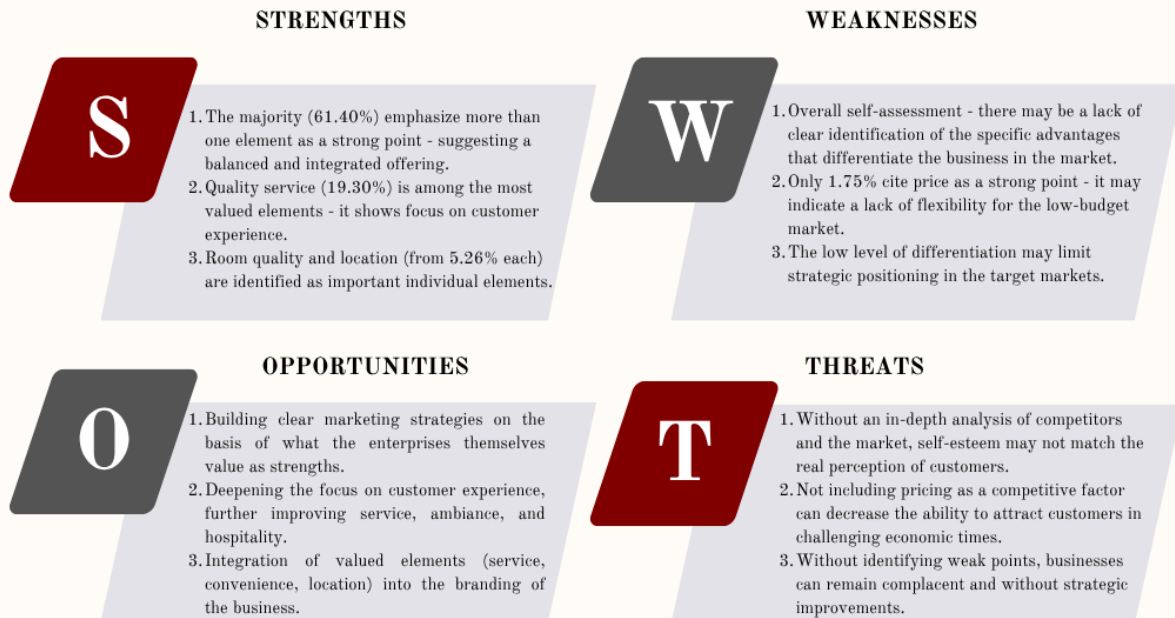 STRENGTHS
S
1. The majority (61.40%) emphasize more than
one element as a strong point - suggesting a
balanced and integrated offering.
2. Quality service (19.30%) is among the most
valued elements - it shows focus on customer
experience.
3. Room quality and location (from 5.26% each)
are identified as important individual elements.
WEAKNESSES
W
1. Overall self-assessment - there may be a lack of
clear identification of the specific advantages
that differentiate the business in the market.
2. Only 1.75% cite price as a strong point - it may
indicate a lack of flexibility for the low-budget
market.
3. The low level of differentiation may limit
strategic positioning in the target markets.
OPPORTUNITIES
O
1. Building clear marketing strategies on the
basis of what the enterprises themselves
value as strengths.
2. Deepening the focus on customer experience,
further improving service, ambiance, and
hospitality.
3. Integration of valued elements (service,
convenience, location) into the branding of
the business.
THREATS
T
1. Without an in-depth analysis of competitors
and the market, self-esteem may not match the
real perception of customers.
2. Not including pricing as a competitive factor
can decrease the ability to attract customers in
challenging economic times.
3. Without identifying weak points, businesses
can remain complacent and without strategic
improvements.